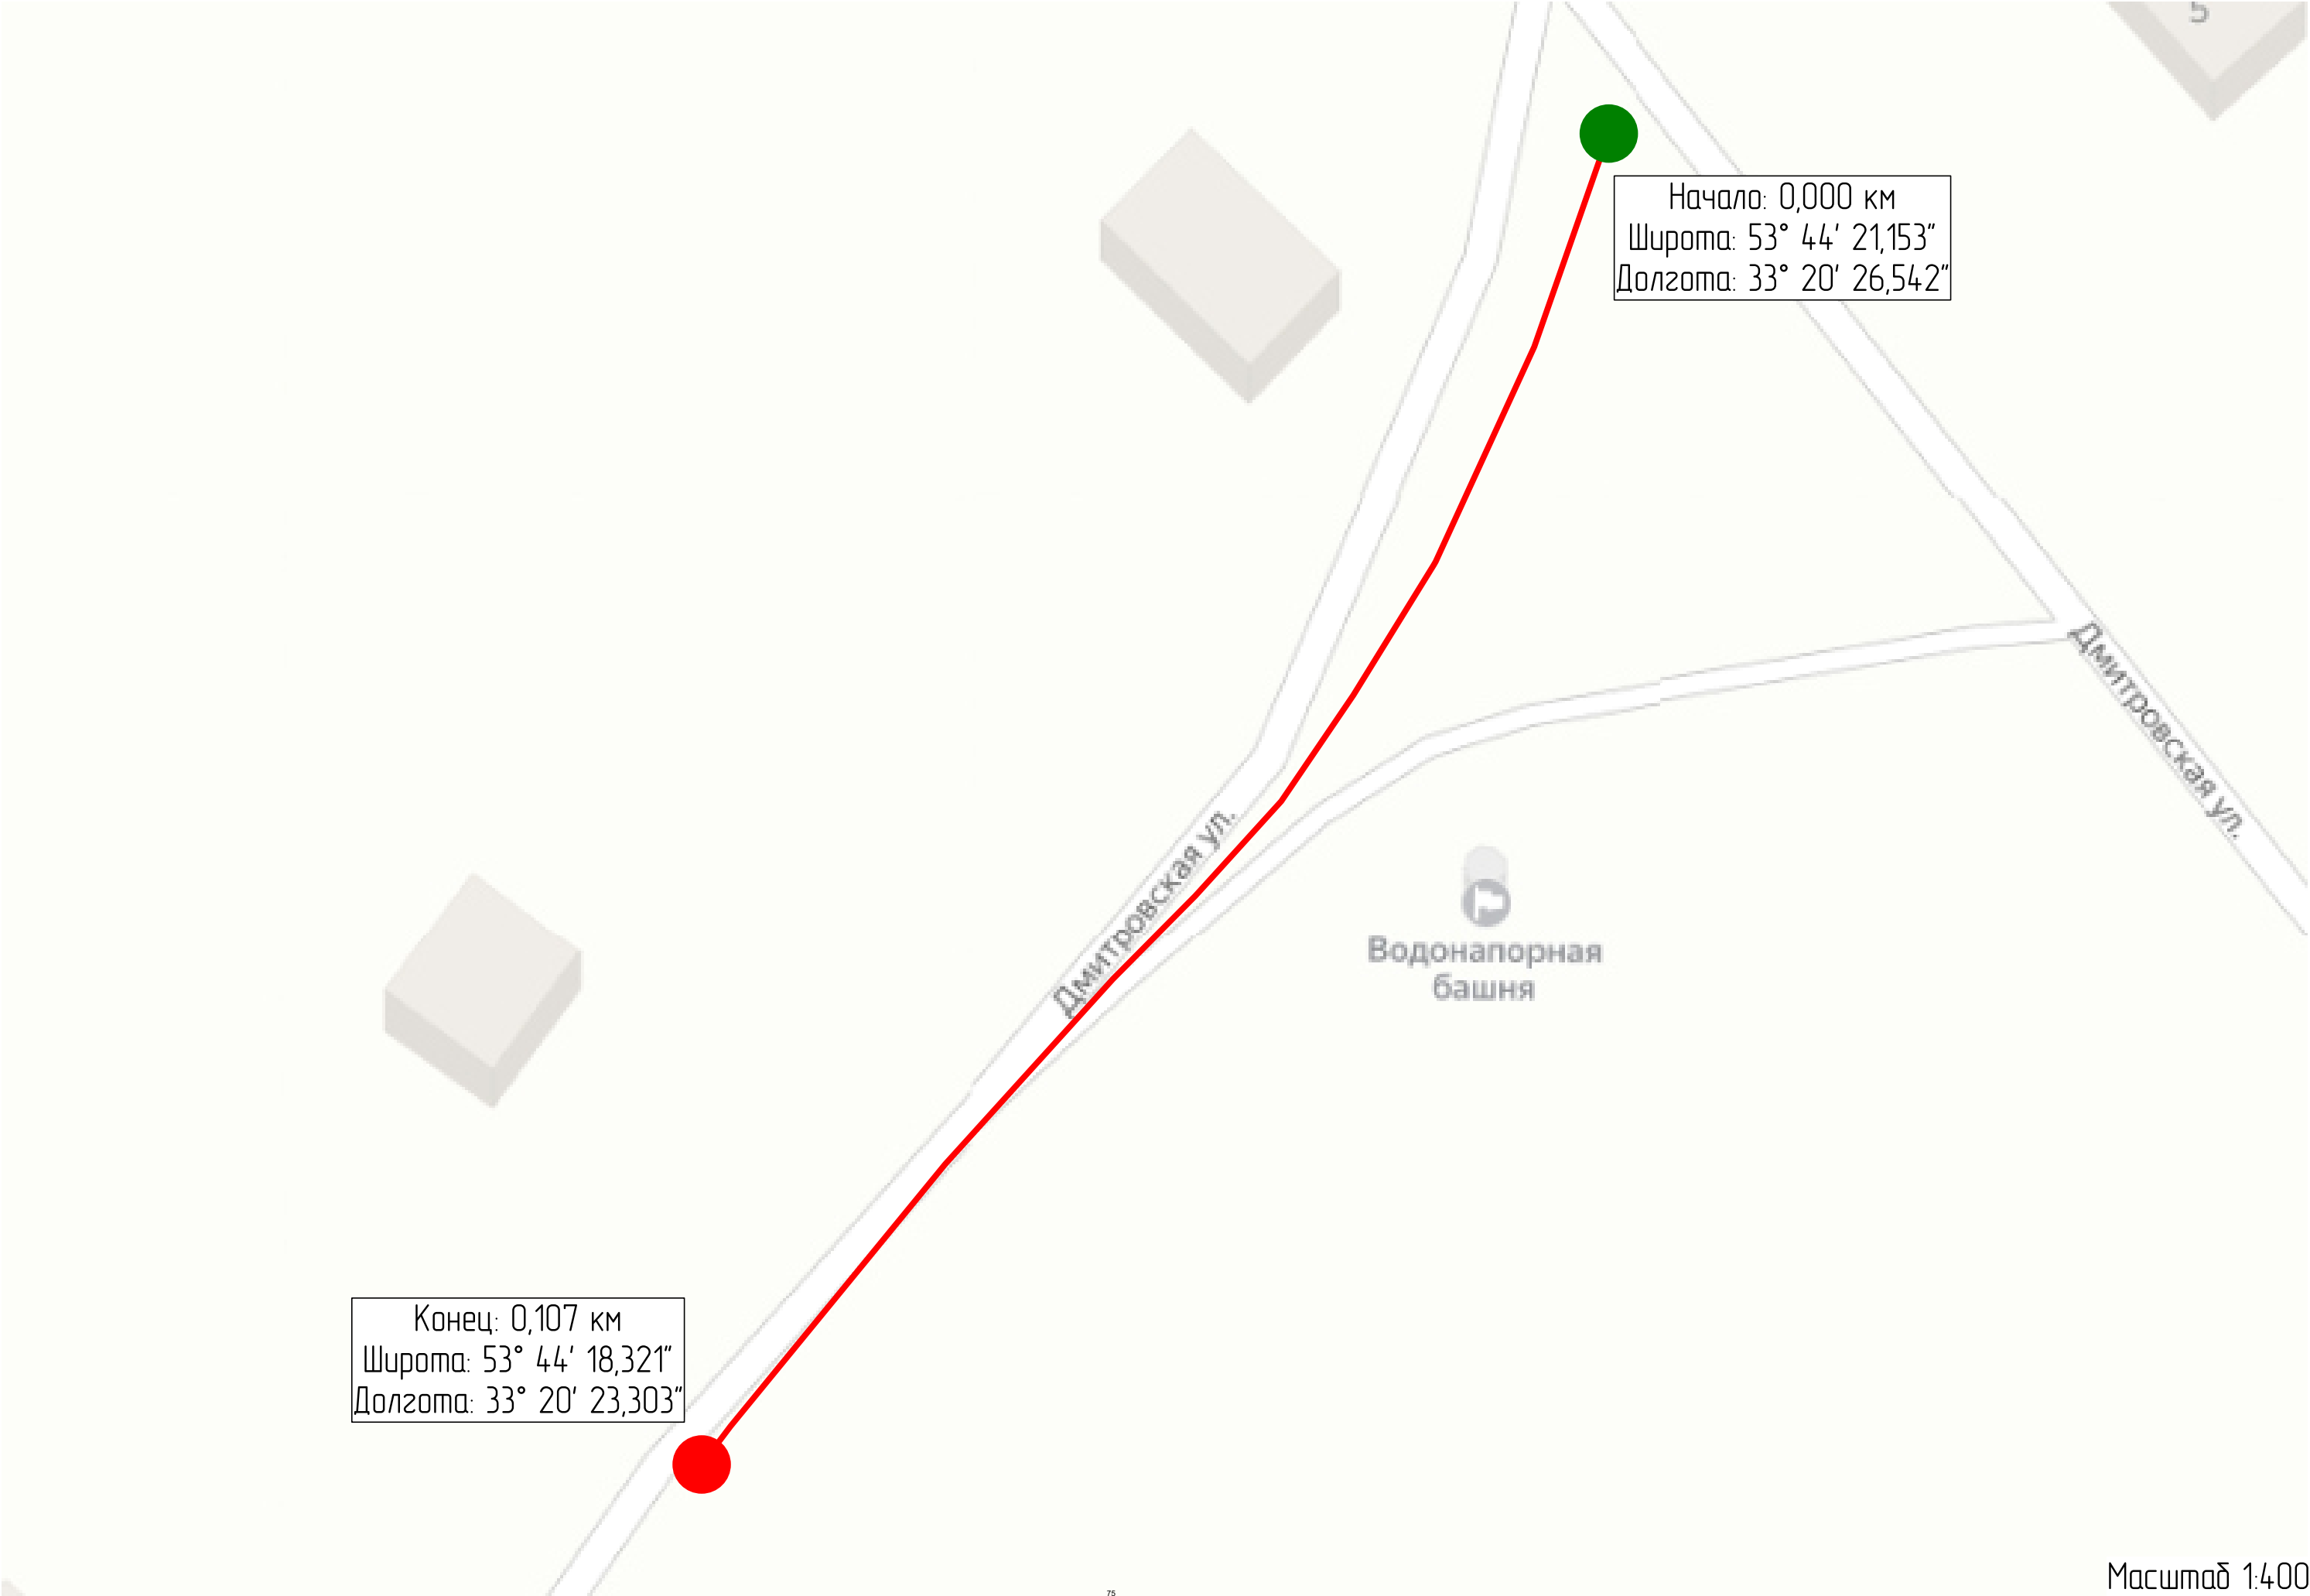 5
Начало: 0,000 км
Широта: 53° 44' 21,153"
Долгота: 33° 20' 26,542"
Дмитровская ул.
Дмитровская ул.
Водонапорная
башня
Конец: 0,107 км
Широта: 53° 44' 18,321"
Долгота: 33° 20' 23,303"
Масштаб 1:400
75